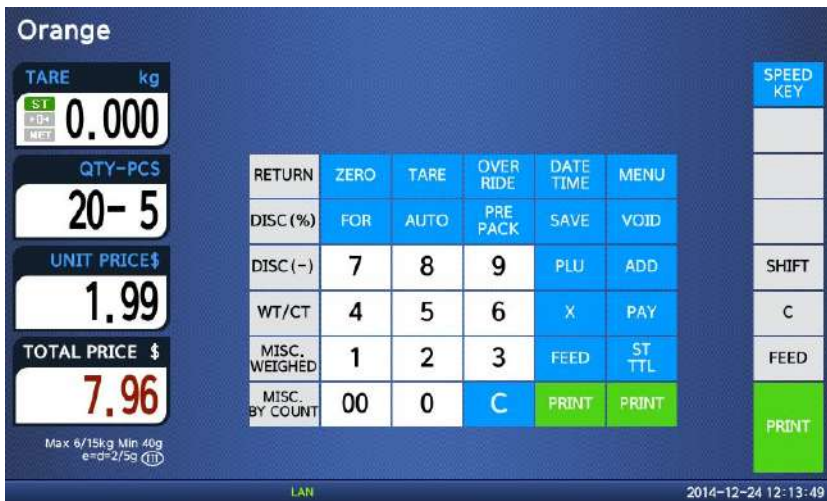 Orange
TARE kg
ST
→0←
NET
0.000
QTY-PCS
20- 5
UNIT PRICE$
1.99
TOTAL PRICE $
7.96
Max 6/15kg Min 40g
e=d=2/5g III
RETURN ZERO TARE OVER RIDE DATE TIME MENU
DISC(%) FOR AUTO PRE PACK SAVE VOID
DISC(-) 7 8 9 PLU ADD
WT/CT 4 5 6 X PAY
MISC. WEIGHED 1 2 3 FEED ST TTL
MISC. BY COUNT 00 0 C PRINT PRINT
SPEED
KEY
SHIFT
C
FEED
PRINT
LAN
2014-12-24 12:13:49